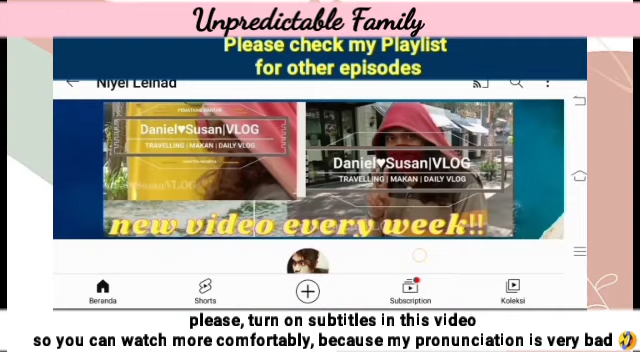 Unpredictable Family
Please check my Playlist
for other episodes
Niyel Leinad
Daniel♥Susan|VLOG
TRAVELLING | MAKAN | DAILY VLOG
Daniel♥Susan|VLOG
TRAVELLING | MAKAN | DAILY VLOG
new video every week!!
Beranda
Shorts
Subscription
Koleksi
please, turn on subtitles in this video
so you can watch more comfortably, because my pronunciation is very bad 🤣